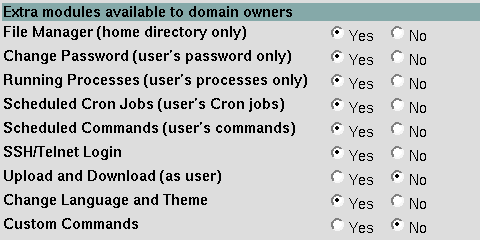 Extra modules available to domain owners
File Manager (home directory only) Yes No
Change Password (user's password only) Yes No
Running Processes (user's processes only) Yes No
Scheduled Cron Jobs (user's Cron jobs) Yes No
Scheduled Commands (user's commands) Yes No
SSH/Telnet Login Yes No
Upload and Download (as user) Yes No
Change Language and Theme Yes No
Custom Commands Yes No